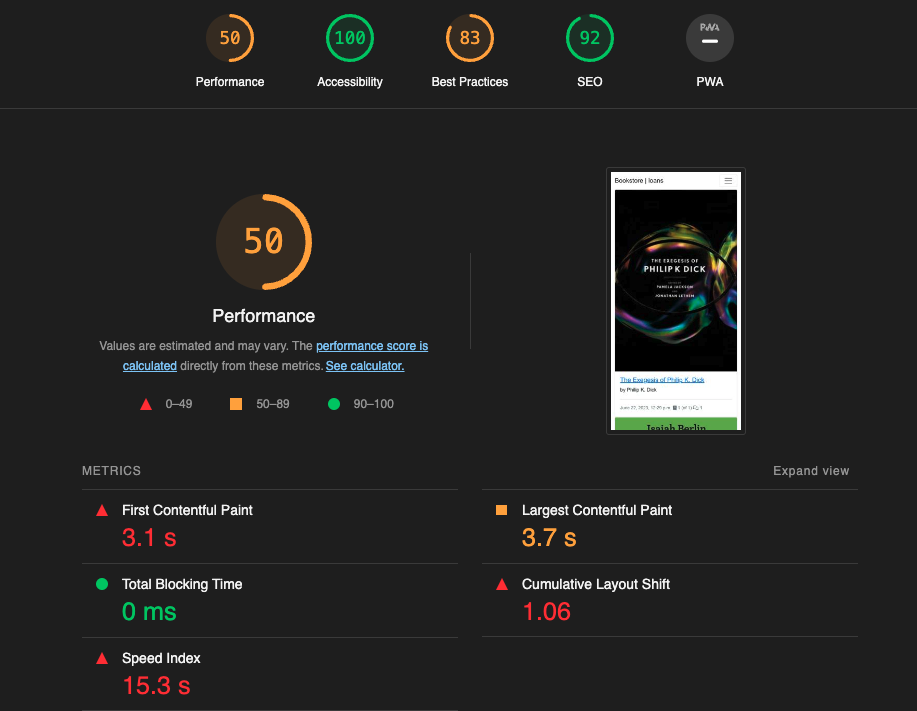 50
Performance
100
Accessibility
83
Best Practices
92
SEO
PWA
PWA
50
Performance
Values are estimated and may vary. The performance score is
calculated directly from these metrics. See calculator.
0–49
50–89
90–100
Bookstore | loans
THE EXEGESIS OF
PHILIP K DICK
PAMELA JACKSON
JONATHAN LETHEM
The Exegesis of Philip K. Dick
by Philip K. Dick
Isaiah Berlin
METRICS
Expand view
First Contentful Paint
3.1 s
Largest Contentful Paint
3.7 s
Total Blocking Time
0 ms
Cumulative Layout Shift
1.06
Speed Index
15.3 s